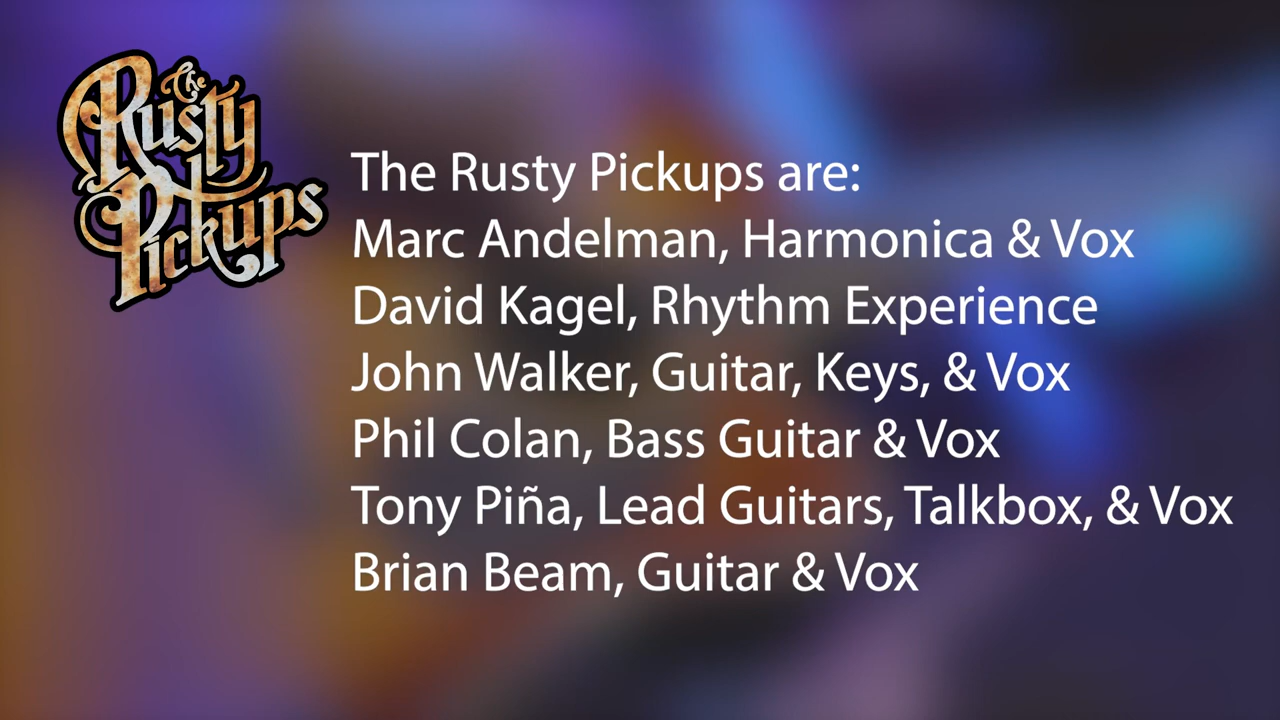 The
Rusty
Pickups
The Rusty Pickups are:
Marc Andelman, Harmonica & Vox
David Kagel, Rhythm Experience
John Walker, Guitar, Keys, & Vox
Phil Colan, Bass Guitar & Vox
Tony Piña, Lead Guitars, Talkbox, & Vox
Brian Beam, Guitar & Vox